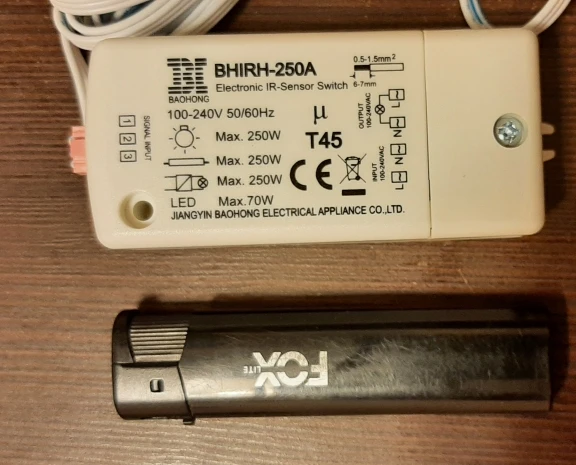 BHIRH-250A
Electronic IR-Sensor Switch
BAOHONG
0.5-1.5mm²
6-7mm
100-240V 50/60Hz
μ
T45
Max. 250W
Max. 250W
Max. 250W
LED Max.70W
CE
JIANGYIN BAOHONG ELECTRICAL APPLIANCE CO.,LTD.
1 2 3
SIGNAL INPUT
OUTPUT
100-240VAC
L
N
INPUT
100-240VAC
N
L
FOX
LITE